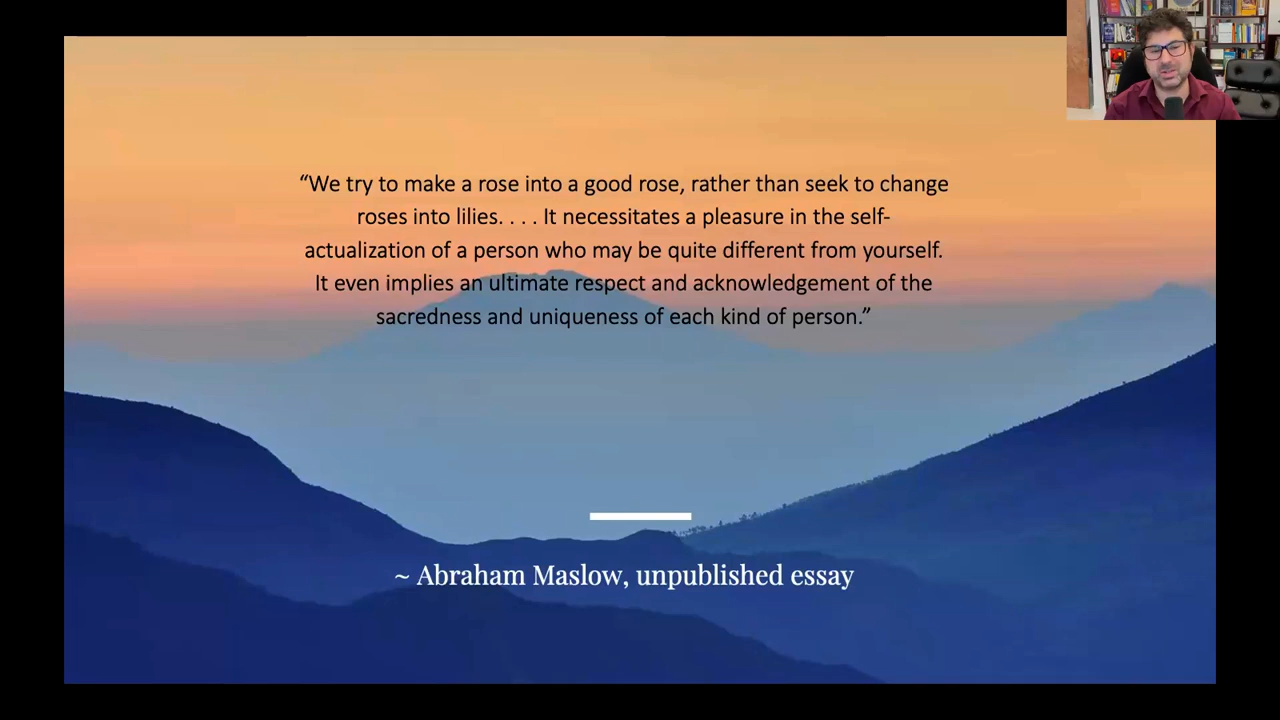 “We try to make a rose into a good rose, rather than seek to change
roses into lilies. . . . It necessitates a pleasure in the self-
actualization of a person who may be quite different from yourself.
It even implies an ultimate respect and acknowledgement of the
sacredness and uniqueness of each kind of person.”
~ Abraham Maslow, unpublished essay